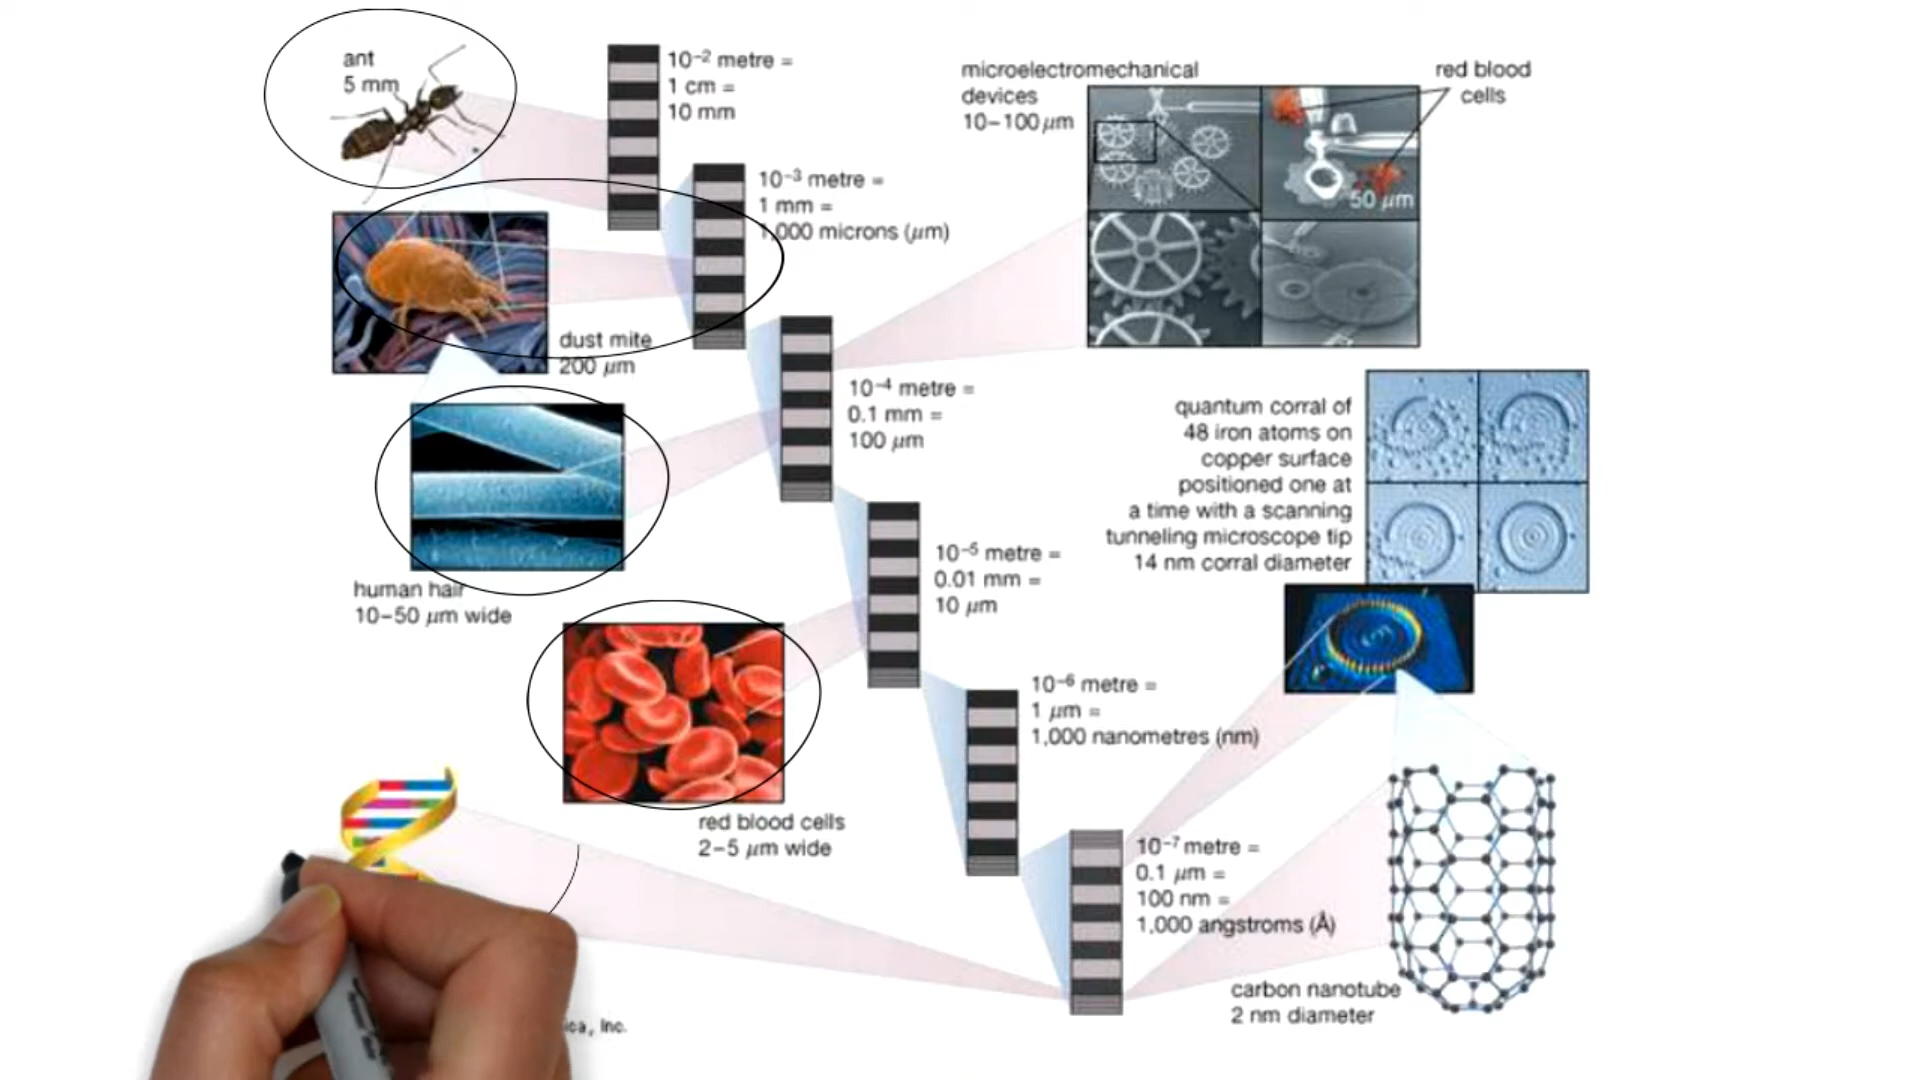 ant
5 mm
10⁻² metre =
1 cm =
10 mm
10⁻³ metre =
1 mm =
1,000 microns (μm)
microelectromechanical
devices
10–100 μm
red blood
cells
50 μm
dust mite
200 μm
10⁻⁴ metre =
0.1 mm =
100 μm
quantum corral of
48 iron atoms on
copper surface
positioned one at
a time with a scanning
tunneling microscope tip
14 nm corral diameter
human hair
10–50 μm wide
10⁻⁵ metre =
0.01 mm =
10 μm
10⁻⁶ metre =
1 μm =
1,000 nanometres (nm)
red blood cells
2–5 μm wide
10⁻⁷ metre =
0.1 μm =
100 nm =
1,000 angstroms (Å)
carbon nanotube
2 nm diameter
Inc.